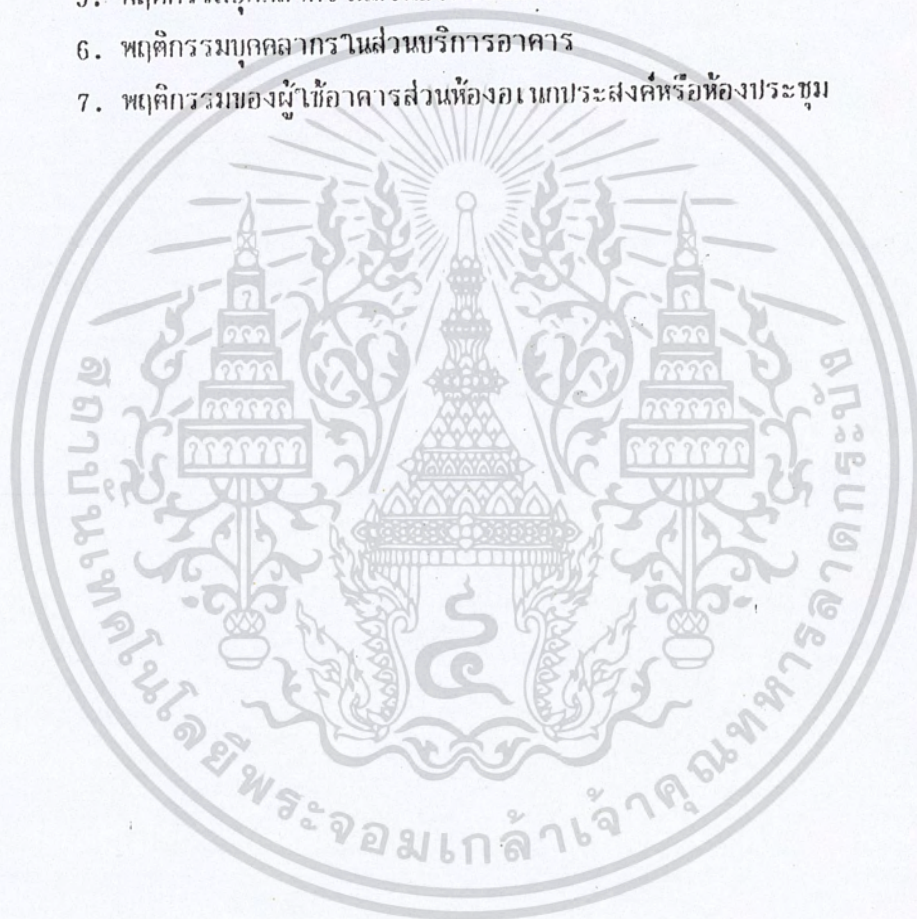 6. พฤติกรรมบุคคลากรในส่วนบริการอาคาร
7. พฤติกรรมของผู้ใช้อาคารส่วนห้องอเนกประสงค์หรือห้องประชุม
สถาบันเทคโนโลยีพระจอมเกล้าเจ้าคุณทหารลาดกระบัง
๔